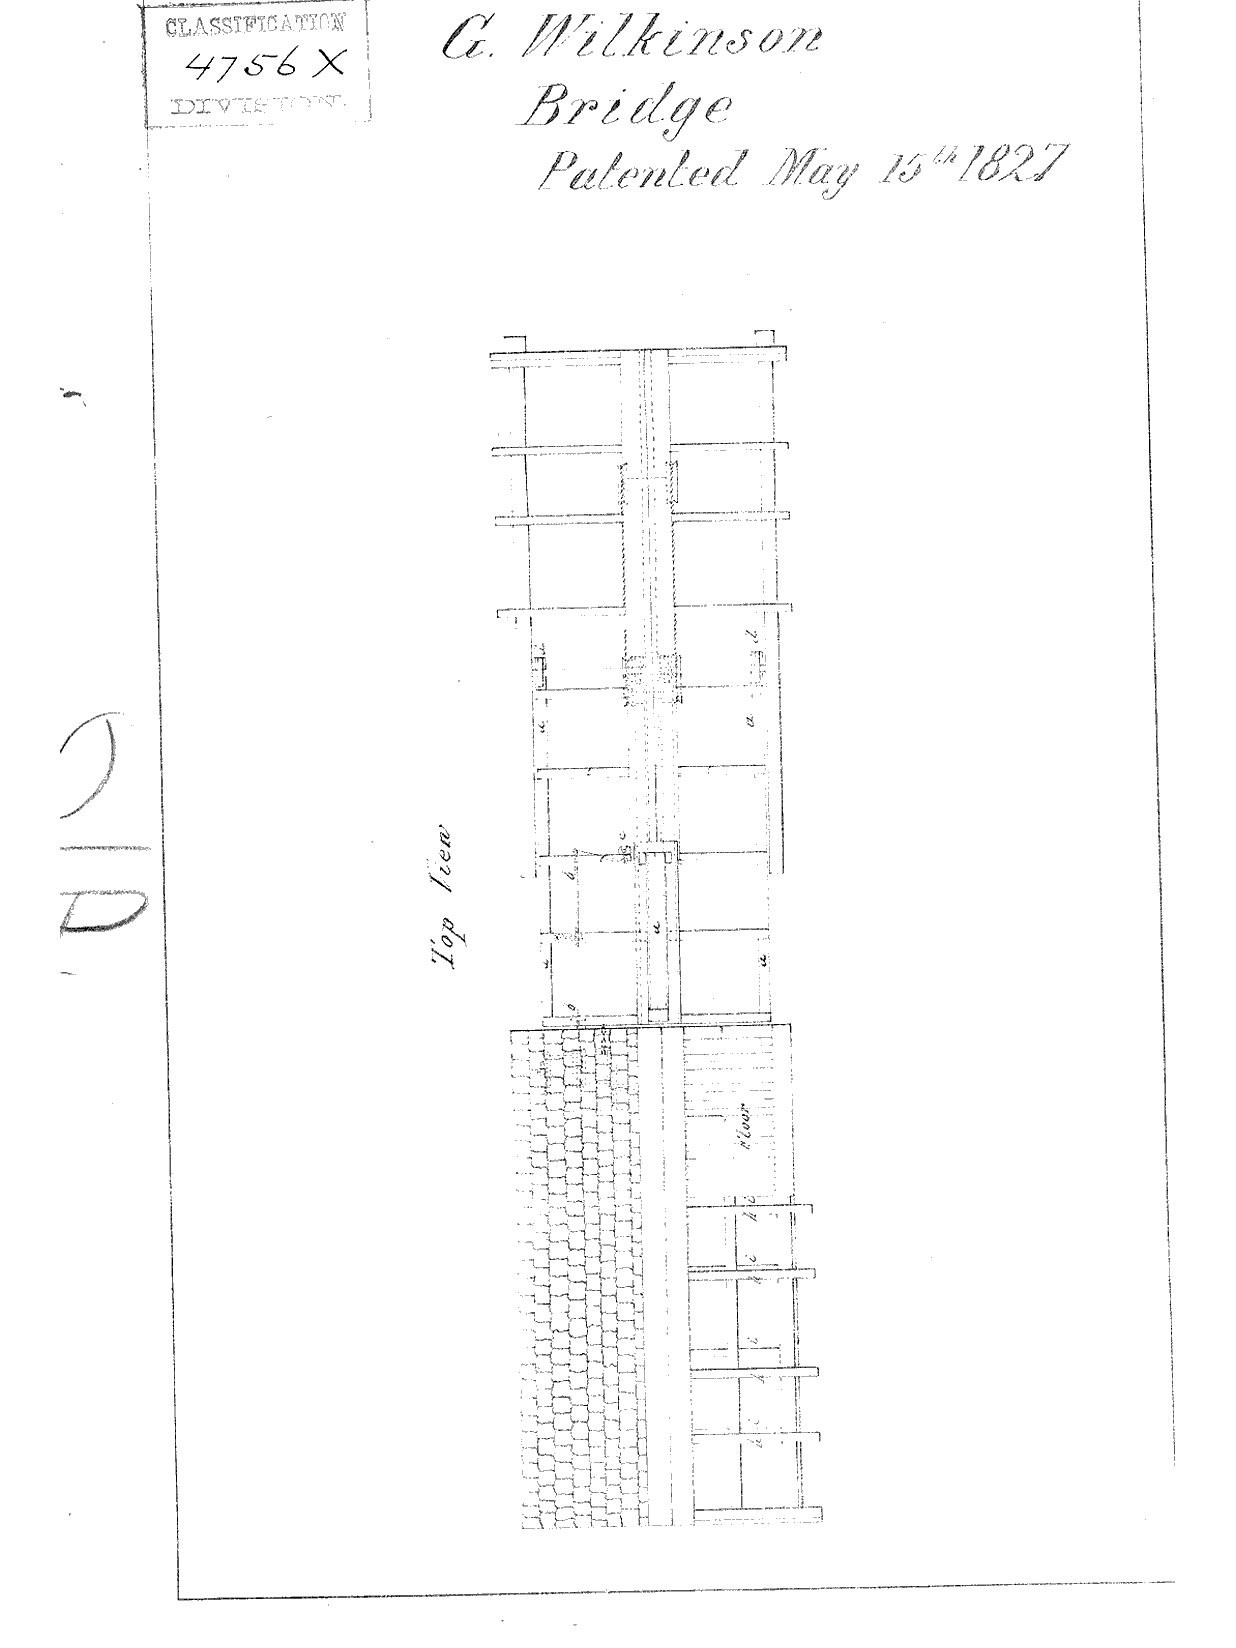 CLASSIFICATION
4756 X
DIVISION.
G. Wilkinson
Bridge
Patented May 15th 1827
Top View
d
a
a
c
b
a
a
a
Floor
h i
h i
h i
h i